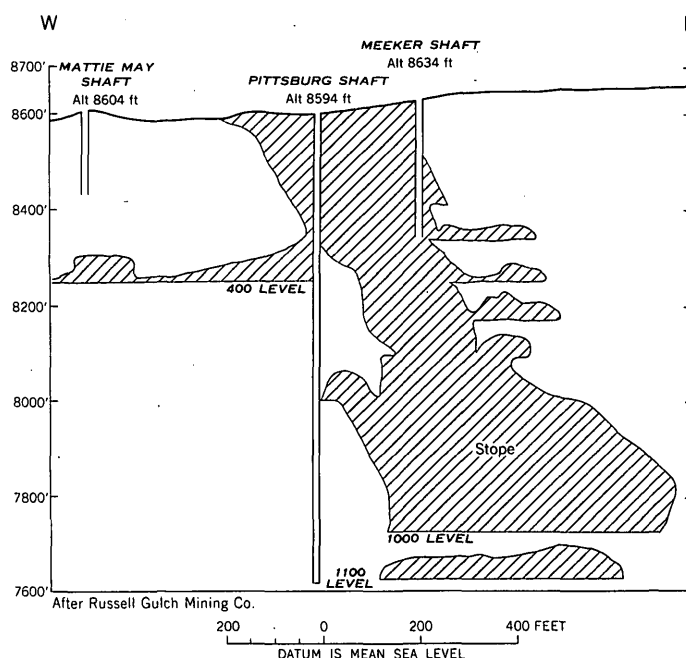 W
MEEKER SHAFT
Alt 8634 ft
MATTIE MAY
SHAFT
Alt 8604 ft
PITTSBURG SHAFT
Alt 8594 ft
8700'
8600'
8400'
8200'
8000'
7800'
7600'
400 LEVEL
Stope
1000 LEVEL
1100
LEVEL
After Russell Gulch Mining Co.
200 0 200 400 FEET
DATUM IS MEAN SEA LEVEL